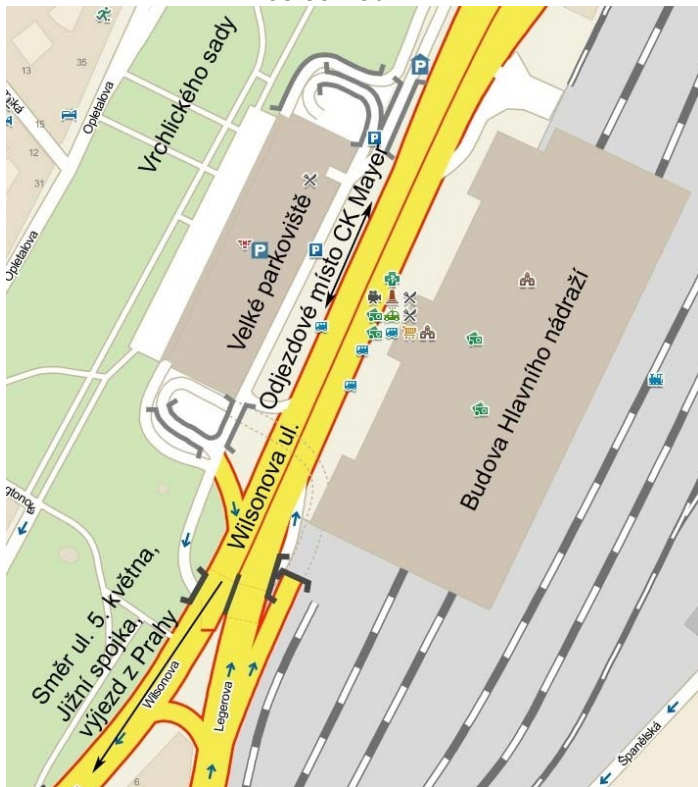 35
13
15
12
31
Opletalova
Opletalova
Vrchlického sady
P
P
P
P
Velké parkoviště
Odjezdové místo CK Mayer
Wilsonova ul.
Budova Hlavního nádraží
Směr ul. 5. května,
Jižní spojka,
výjezd z Prahy
Wilsonova
Legerova
Španělská
6